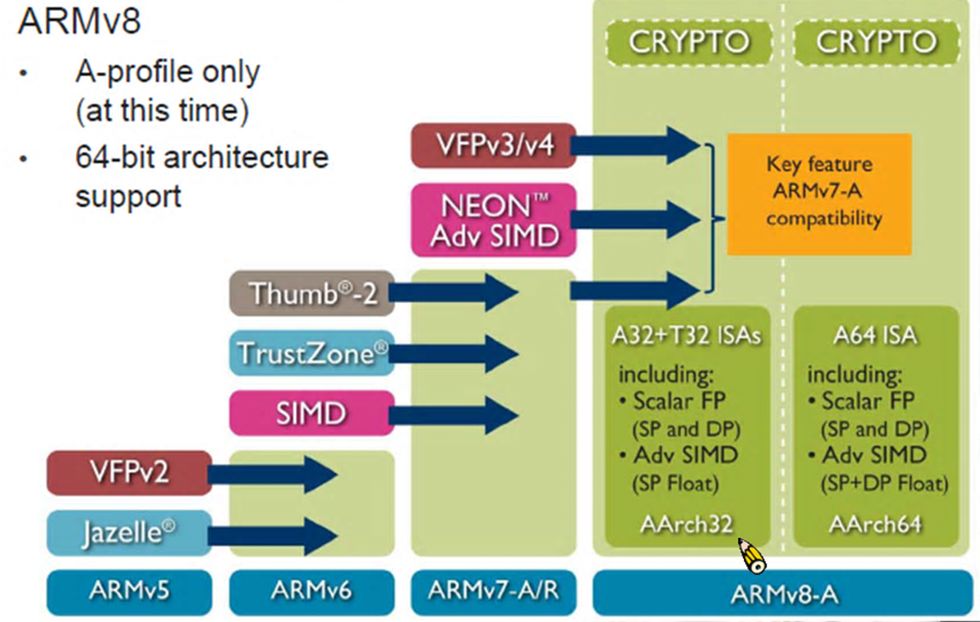 ARMv8
• A-profile only
(at this time)
• 64-bit architecture
support
CRYPTO
CRYPTO
VFPv3/v4
NEON™
Adv SIMD
Key feature
ARMv7-A
compatibility
Thumb®-2
TrustZone®
SIMD
VFPv2
Jazelle®
A32+T32 ISAs
including:
• Scalar FP
(SP and DP)
• Adv SIMD
(SP Float)
AArch32
A64 ISA
including:
• Scalar FP
(SP and DP)
• Adv SIMD
(SP+DP Float)
AArch64
ARMv5
ARMv6
ARMv7-A/R
ARMv8-A